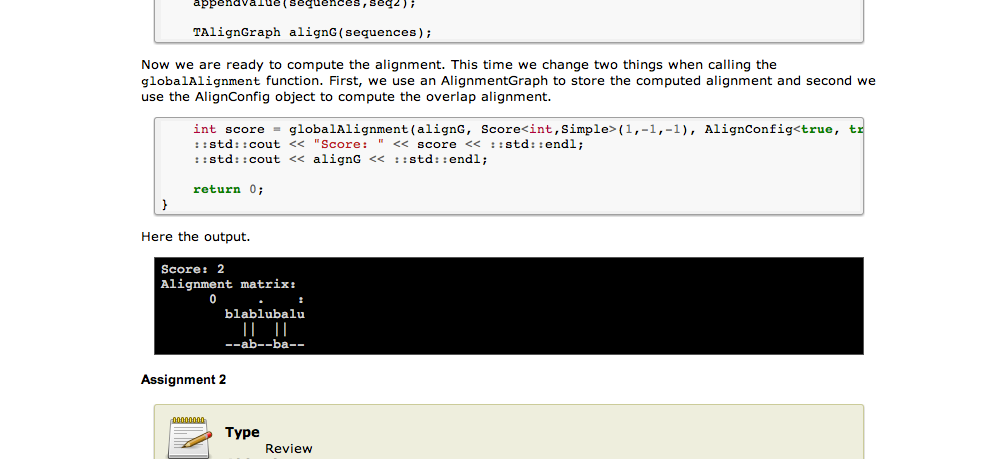 appendValue(sequences,seq2);
TAlignGraph alignG(sequences);
Now we are ready to compute the alignment. This time we change two things when calling the
globalAlignment function. First, we use an AlignmentGraph to store the computed alignment and second we
use the AlignConfig object to compute the overlap alignment.
int score = globalAlignment(alignG, Score<int,Simple>(1,-1,-1), AlignConfig<true, tr
::std::cout << "Score: " << score << ::std::endl;
::std::cout << alignG << ::std::endl;
return 0;
}
Here the output.
Score: 2
Alignment matrix:
0 . :
blablubalu
|| ||
--ab--ba--
Assignment 2
Type
Review